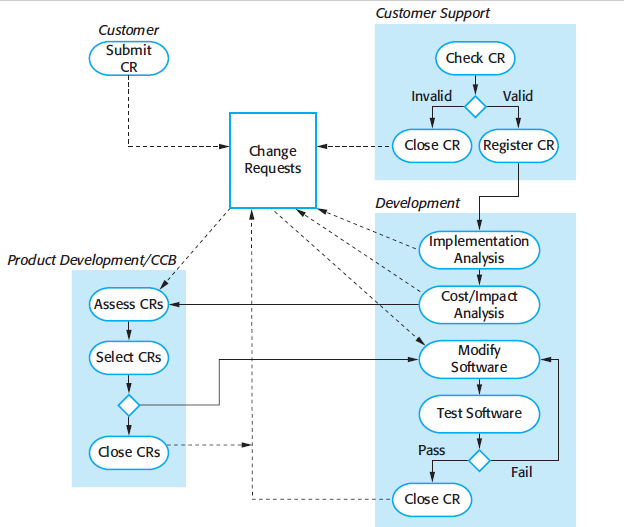 Customer
Submit
CR
Customer Support
Check CR
Invalid
Valid
Close CR
Register CR
Change
Requests
Development
Implementation
Analysis
Cost/Impact
Analysis
Product Development/CCB
Assess CRs
Select CRs
Close CRs
Modify
Software
Test Software
Pass
Fail
Close CR